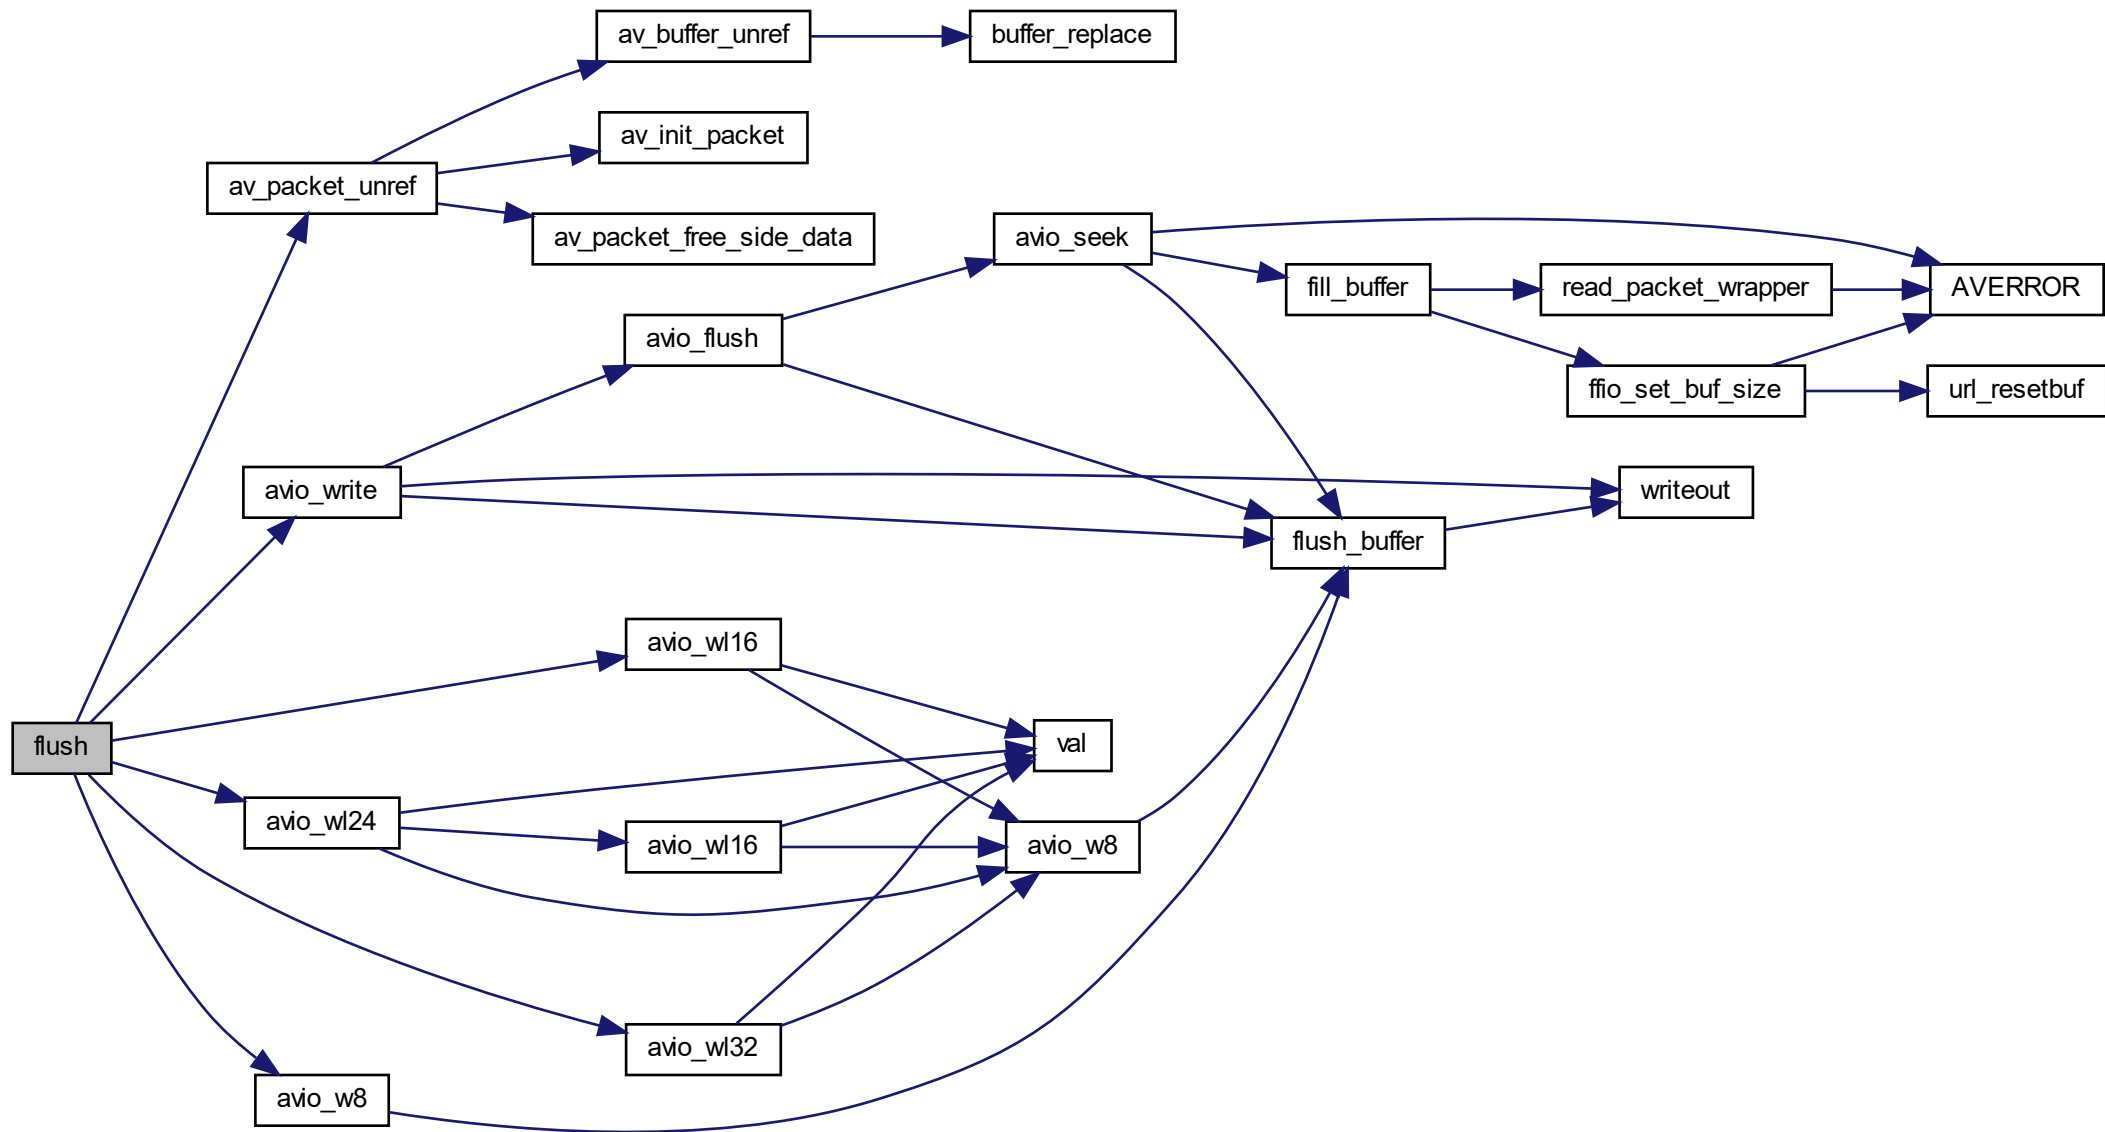 av_buffer_unref
buffer_replace
av_init_packet
av_packet_unref
av_packet_free_side_data
avio_seek
fill_buffer
read_packet_wrapper
AVERROR
avio_flush
ffio_set_buf_size
url_resetbuf
avio_write
writeout
flush_buffer
avio_wl16
flush
val
avio_wl24
avio_wl16
avio_w8
avio_wl32
avio_w8